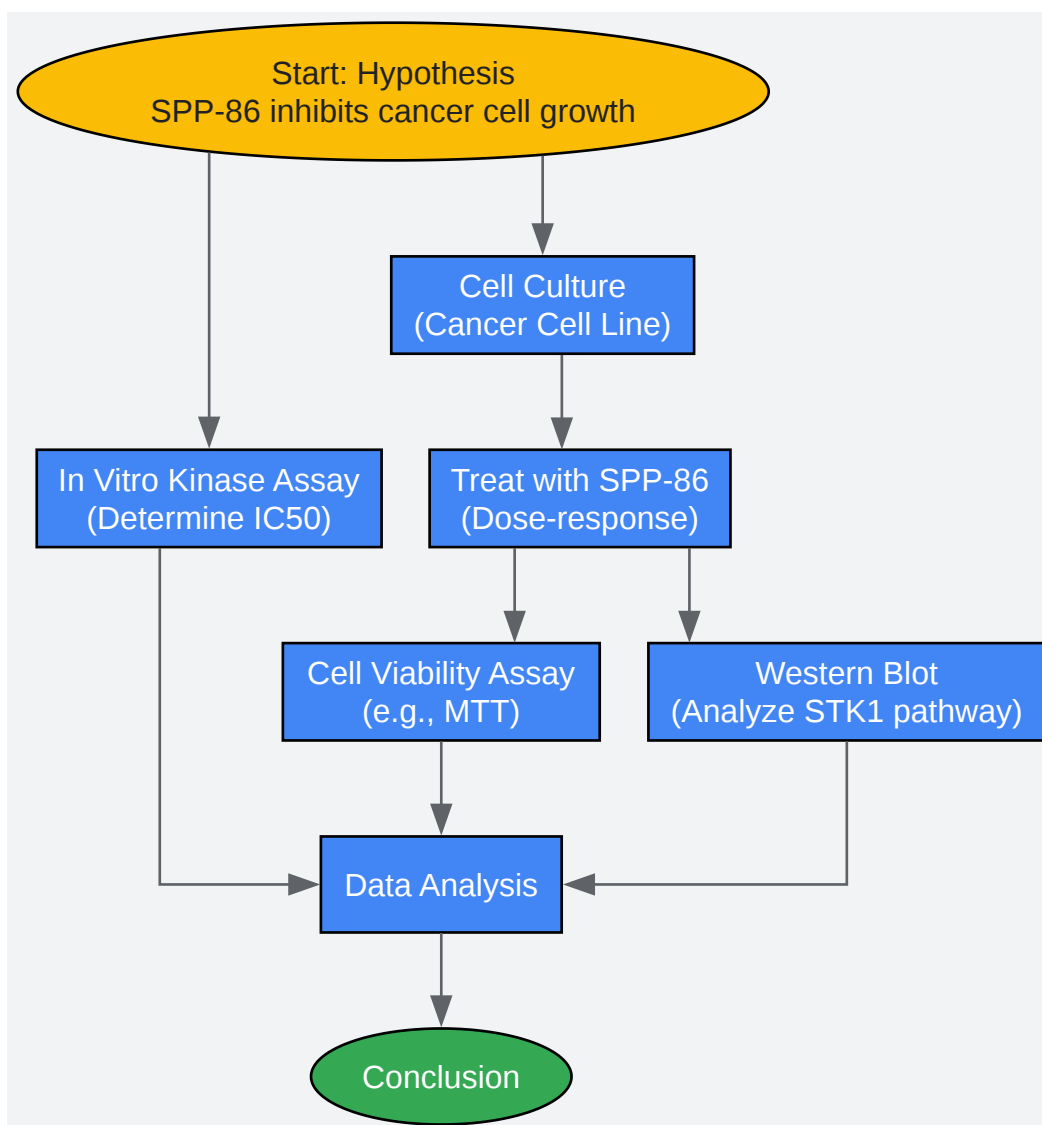 Start: Hypothesis
SPP-86 inhibits cancer cell growth
Cell Culture
(Cancer Cell Line)
In Vitro Kinase Assay
(Determine IC50)
Treat with SPP-86
(Dose-response)
Cell Viability Assay
(e.g., MTT)
Western Blot
(Analyze STK1 pathway)
Data Analysis
Conclusion